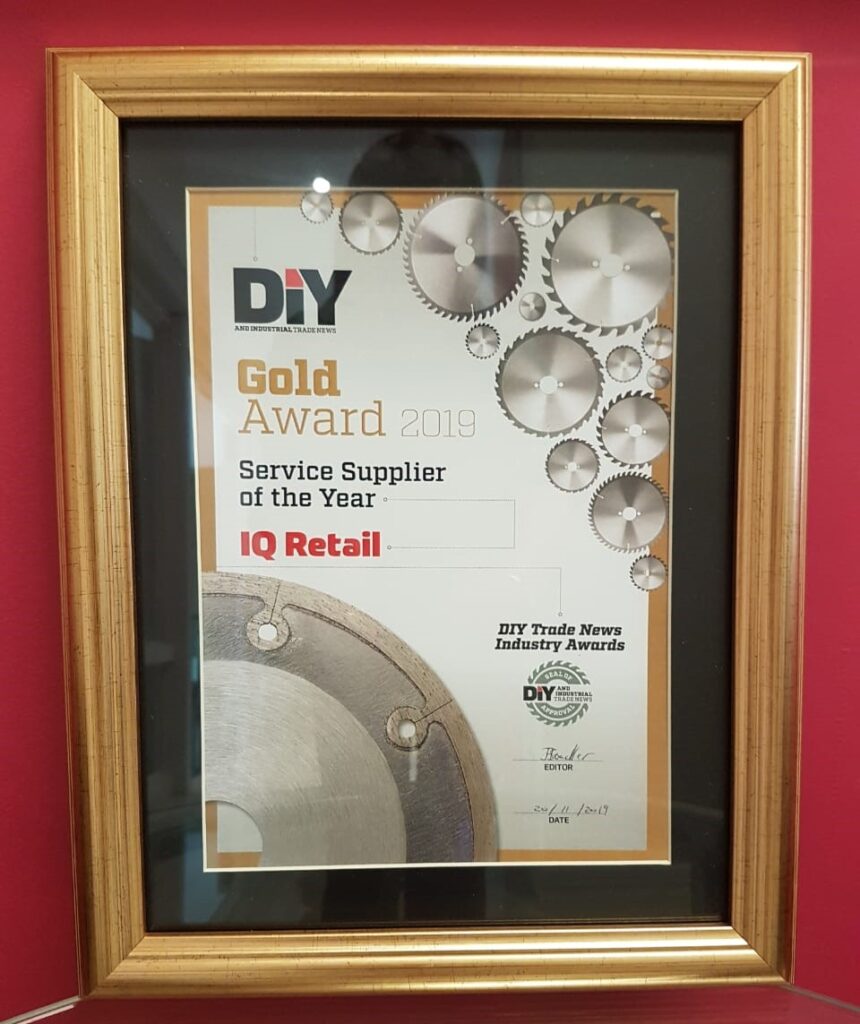 DiY
AND INDUSTRIAL TRADE NEWS
Gold
Award 2019
Service Supplier
of the Year
IQ Retail
DIY Trade News
Industry Awards
SEAL OF
DiY AND
INDUSTRIAL
TRADE NEWS
APPROVAL
EDITOR
20/11/2019
DATE